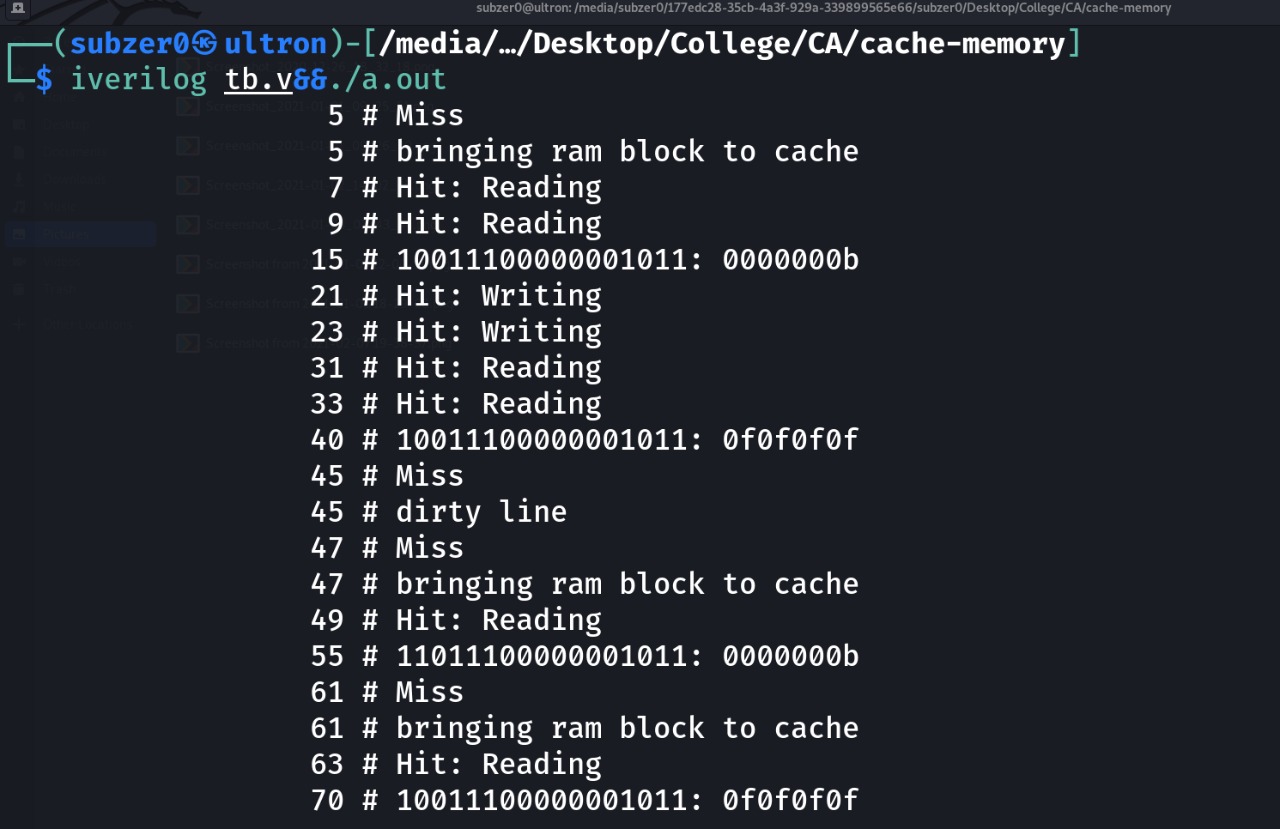 subzer0@ultron: /media/subzer0/177edc28-35cb-4a3f-929a-339899565e66/subzer0/Desktop/College/CA/cache-memory
┌──(subzer0㉿ultron)-[/media/…/Desktop/College/CA/cache-memory]
└─$ iverilog tb.v&&./a.out
5 # Miss
5 # bringing ram block to cache
7 # Hit: Reading
9 # Hit: Reading
15 # 10011100000001011: 0000000b
21 # Hit: Writing
23 # Hit: Writing
31 # Hit: Reading
33 # Hit: Reading
40 # 10011100000001011: 0f0f0f0f
45 # Miss
45 # dirty line
47 # Miss
47 # bringing ram block to cache
49 # Hit: Reading
55 # 11011100000001011: 0000000b
61 # Miss
61 # bringing ram block to cache
63 # Hit: Reading
70 # 10011100000001011: 0f0f0f0f